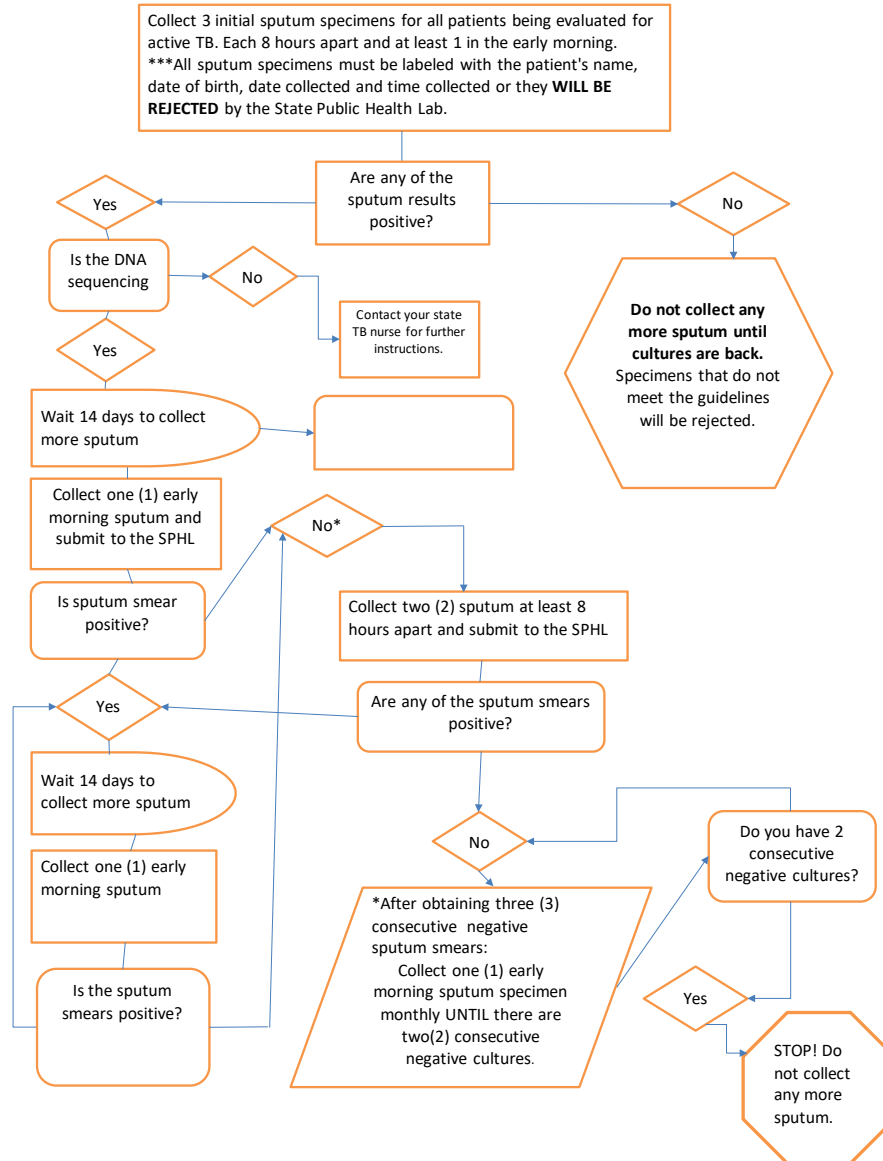 Collect 3 initial sputum specimens for all patients being evaluated for
active TB. Each 8 hours apart and at least 1 in the early morning.
***All sputum specimens must be labeled with the patient's name,
date of birth, date collected and time collected or they WILL BE
REJECTED by the State Public Health Lab.
Are any of the
sputum results
positive?
Yes
No
Is the DNA
sequencing
No
Contact your state
TB nurse for further
instructions.
Do not collect any
more sputum until
cultures are back.
Specimens that do not
meet the guidelines
will be rejected.
Yes
Wait 14 days to collect
more sputum
Collect one (1) early
morning sputum and
submit to the SPHL
No*
Is sputum smear
positive?
Collect two (2) sputum at least 8
hours apart and submit to the SPHL
Yes
Are any of the sputum smears
positive?
Wait 14 days to
collect more sputum
No
Do you have 2
consecutive
negative cultures?
Collect one (1) early
morning sputum
*After obtaining three (3)
consecutive negative
sputum smears:
Collect one (1) early
morning sputum specimen
monthly UNTIL there are
two(2) consecutive
negative cultures.
Is the sputum
smears positive?
Yes
STOP! Do
not collect
any more
sputum.